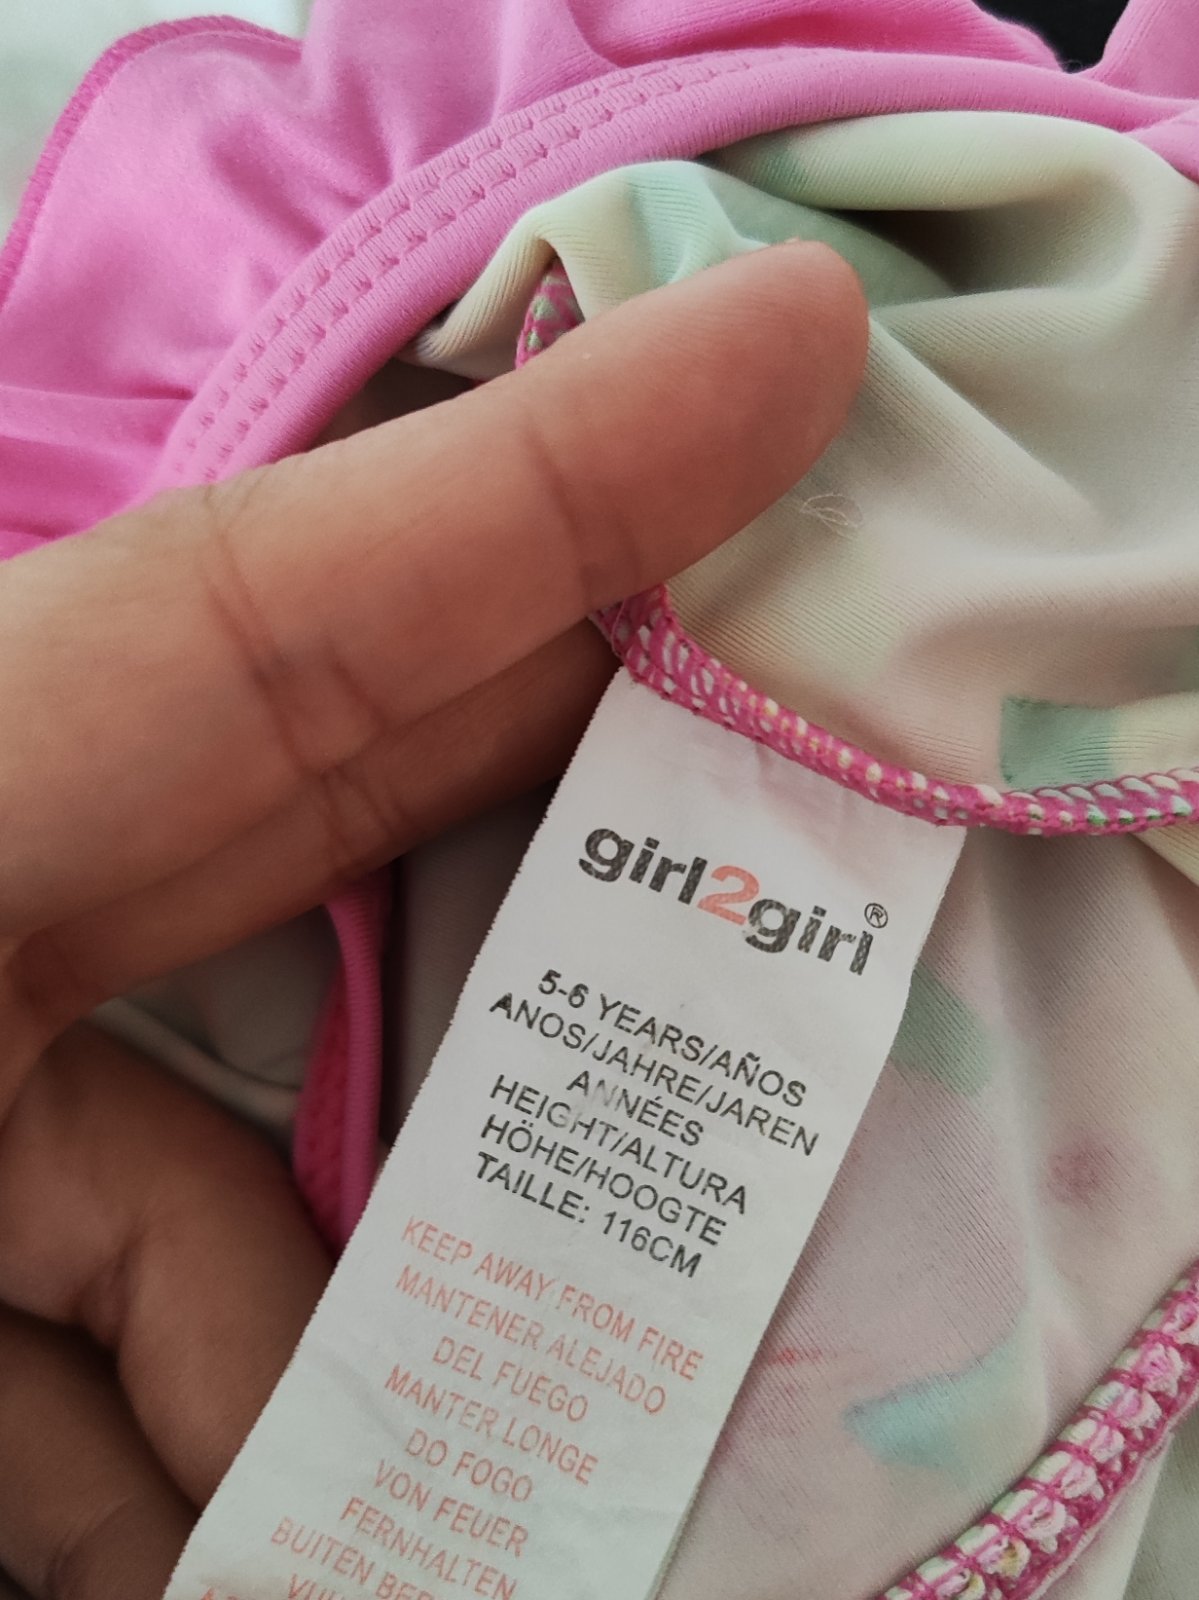 girl2girl®
5-6 YEARS/AÑOS
ANOS/JAHRE/JAREN
ANNÉES
HEIGHT/ALTURA
HÖHE/HOOGTE
TAILLE: 116CM
KEEP AWAY FROM FIRE
MANTENER ALEJADO
DEL FUEGO
MANTER LONGE
DO FOGO
VON FEUER
FERNHALTEN
BUITEN